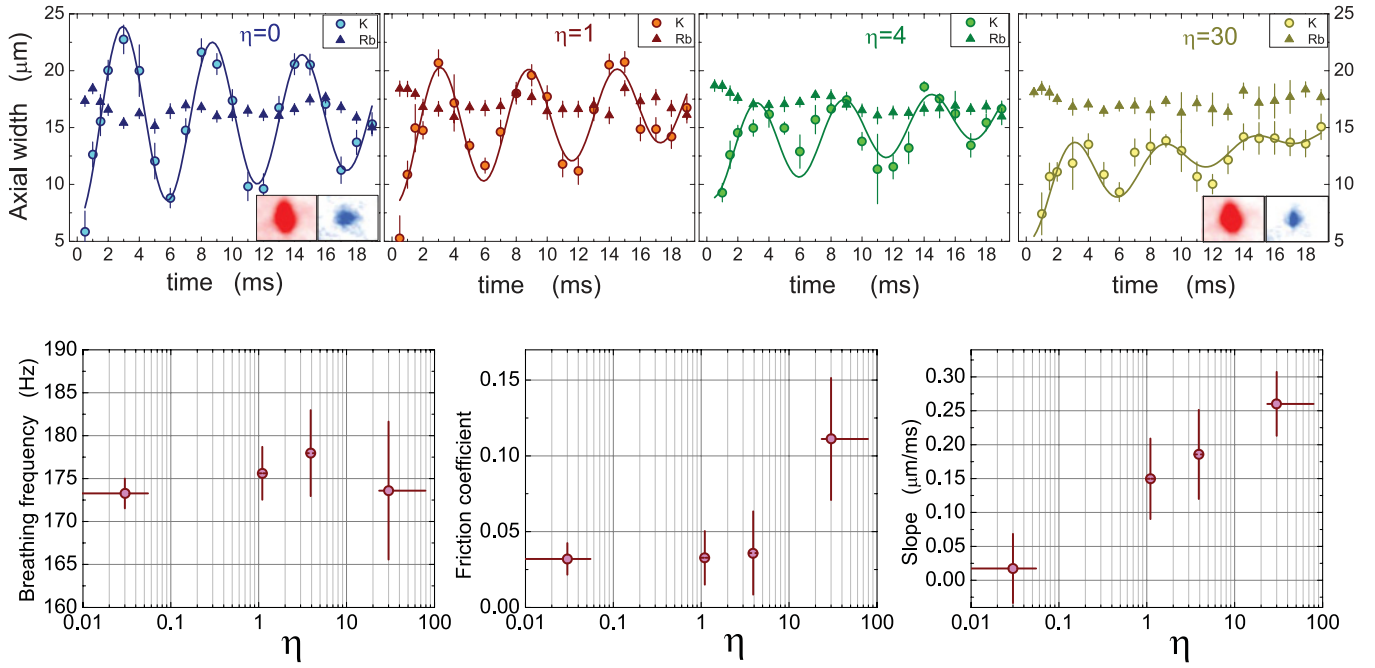 η=0 K Rb
η=1 K Rb
η=4 K Rb
η=30 K Rb
Axial width (μm)
25 20 15 10 5
25 20 15 10 5
0 2 4 6 8 10 12 14 16 18
0 2 4 6 8 10 12 14 16 18
0 2 4 6 8 10 12 14 16 18
0 2 4 6 8 10 12 14 16 18
time (ms)
time (ms)
time (ms)
time (ms)
Breathing frequency (Hz)
190 185 180 175 172 165 160
0.01 0.1 1 10 100
η
Friction coefficient
0.15 0.10 0.05 0.00
0.01 0.1 1 10 100
η
Slope (μm/ms)
0.30 0.25 0.20 0.15 0.10 0.05 0.00
0.01 0.1 1 10 100
η